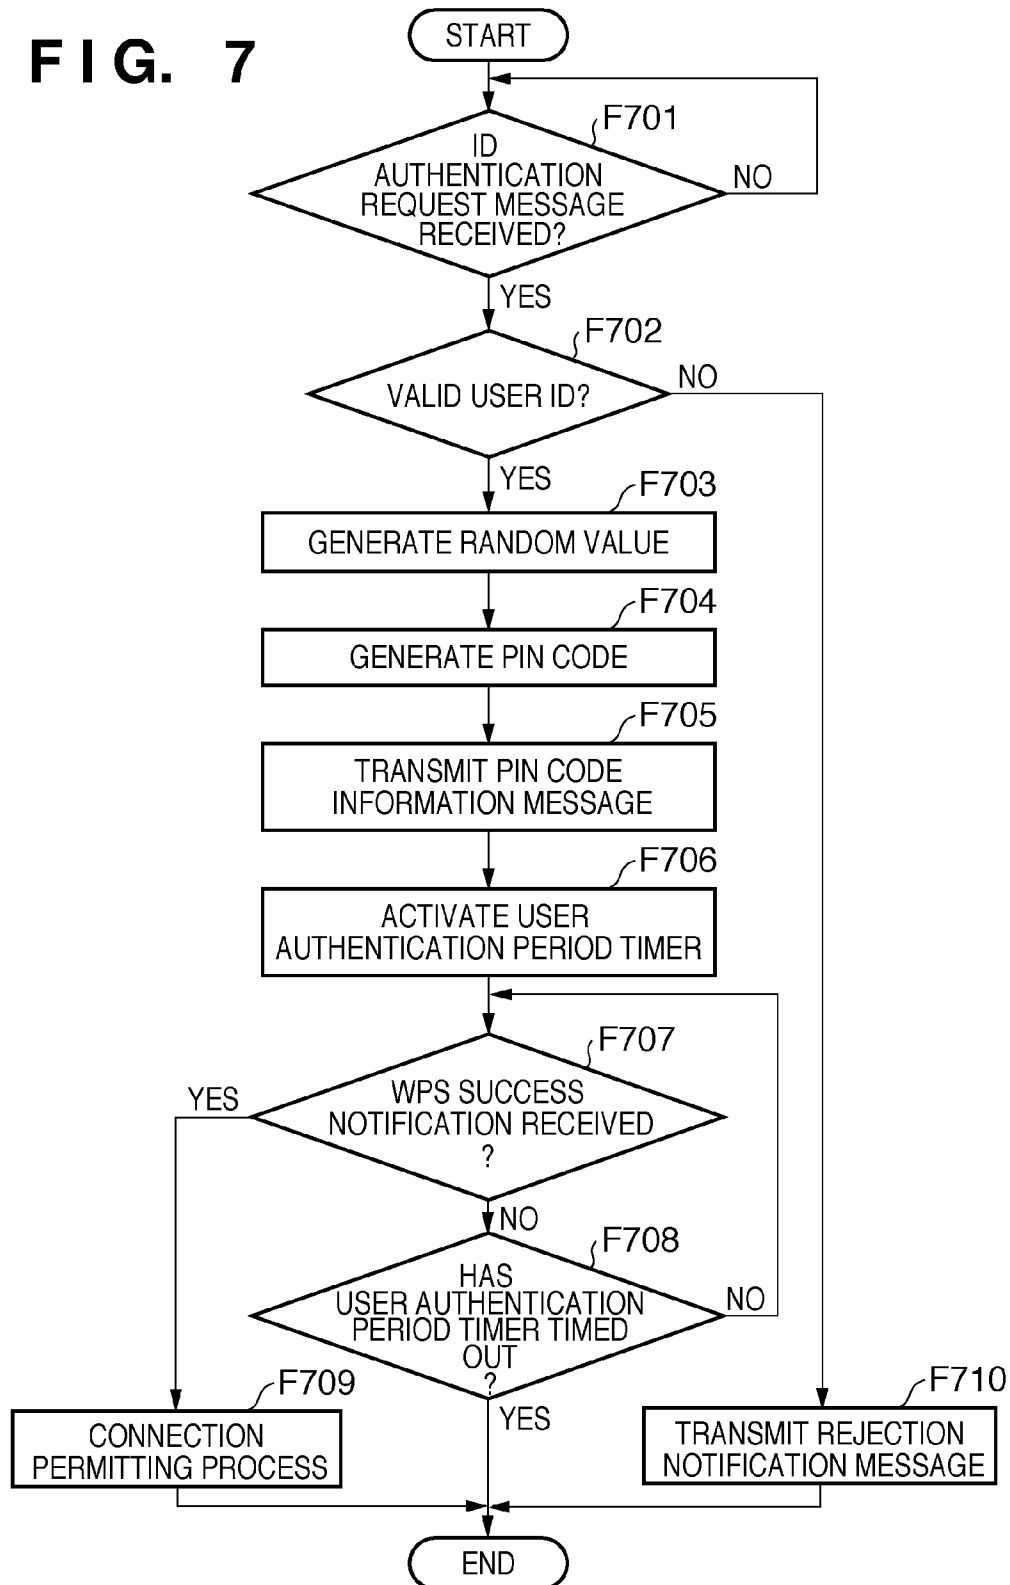 FIG. 7
START
F701
ID
AUTHENTICATION
REQUEST MESSAGE
RECEIVED?
NO
YES
F702
VALID USER ID?
NO
YES
F703
GENERATE RANDOM VALUE
F704
GENERATE PIN CODE
F705
TRANSMIT PIN CODE
INFORMATION MESSAGE
F706
ACTIVATE USER
AUTHENTICATION PERIOD TIMER
F707
WPS SUCCESS
NOTIFICATION RECEIVED
?
YES
NO
F708
HAS
USER AUTHENTICATION
PERIOD TIMER TIMED
OUT
?
NO
YES
F709
CONNECTION
PERMITTING PROCESS
F710
TRANSMIT REJECTION
NOTIFICATION MESSAGE
END